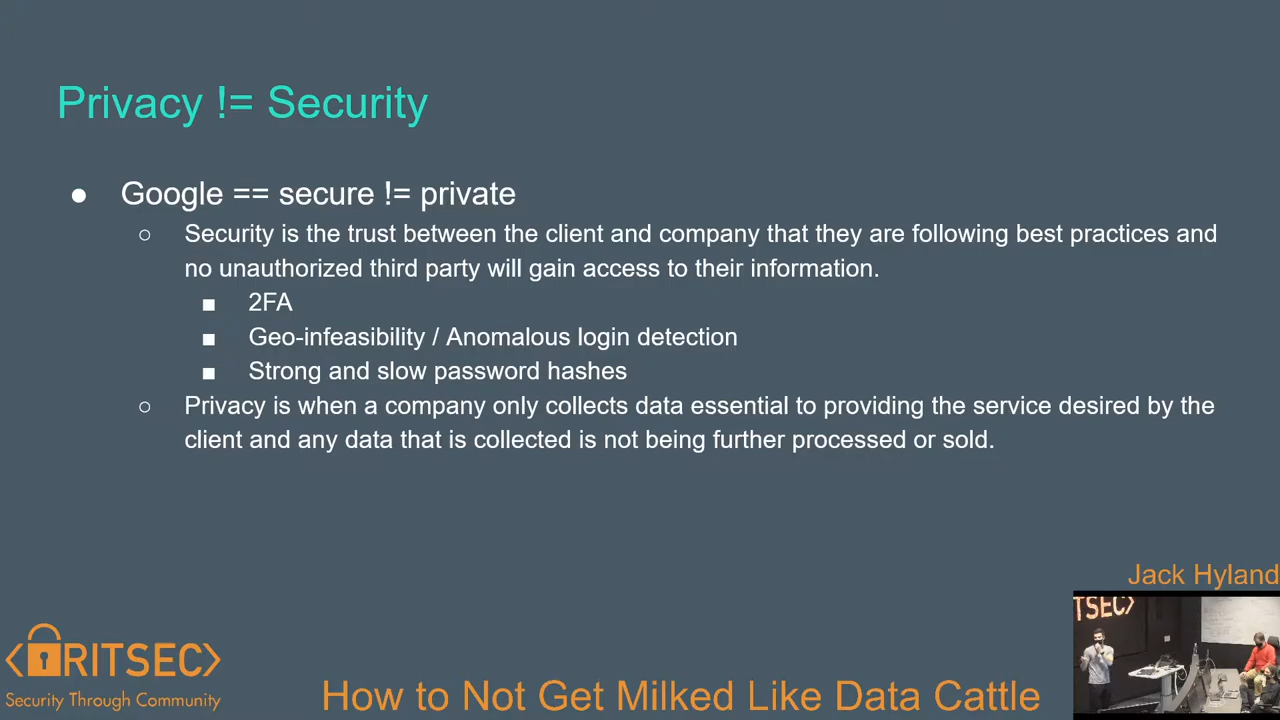 Privacy != Security
● Google == secure != private
○ Security is the trust between the client and company that they are following best practices and
no unauthorized third party will gain access to their information.
■ 2FA
■ Geo-infeasibility / Anomalous login detection
■ Strong and slow password hashes
○ Privacy is when a company only collects data essential to providing the service desired by the
client and any data that is collected is not being further processed or sold.
Jack Hyland
TSEC>
<RITSEC>
Security Through Community
How to Not Get Milked Like Data Cattle